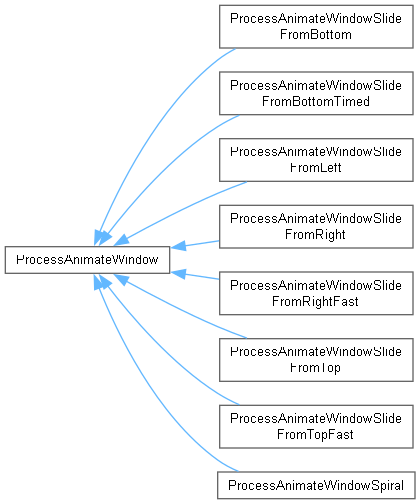 ProcessAnimateWindowSlide
FromBottom
ProcessAnimateWindowSlide
FromBottomTimed
ProcessAnimateWindowSlide
FromLeft
ProcessAnimateWindowSlide
FromRight
ProcessAnimateWindow
ProcessAnimateWindowSlide
FromRightFast
ProcessAnimateWindowSlide
FromTop
ProcessAnimateWindowSlide
FromTopFast
ProcessAnimateWindowSpiral